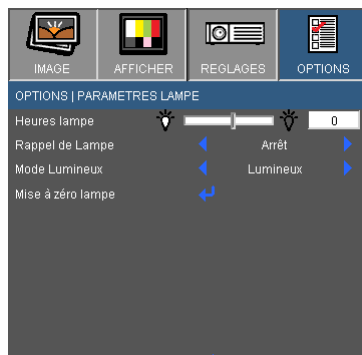 IMAGE AFFICHER REGLAGES OPTIONS
OPTIONS | PARAMETRES LAMPE
Heures lampe 0
Rappel de Lampe Arrêt
Mode Lumineux Lumineux
Mise à zéro lampe